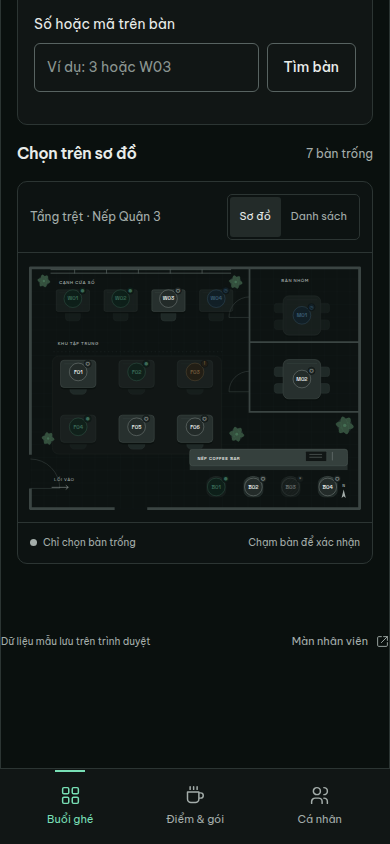 Số hoặc mã trên bàn
Ví dụ: 3 hoặc W03
Tìm bàn
Chọn trên sơ đồ
7 bàn trống
Tầng trệt · Nếp Quận 3
Sơ đồ
Danh sách
CẠNH CỬA SỔ
BÀN NHÓM
W01
W02
W03
W04
M01
KHU TẬP TRUNG
F01
F02
F03
M02
F04
F05
F06
NẾP COFFEE BAR
LỐI VÀO
B01
B02
B03
B04
N
Chỉ chọn bàn trống
Chạm bàn để xác nhận
Dữ liệu mẫu lưu trên trình duyệt
Màn nhân viên
Buổi ghé
Điểm & gói
Cá nhân